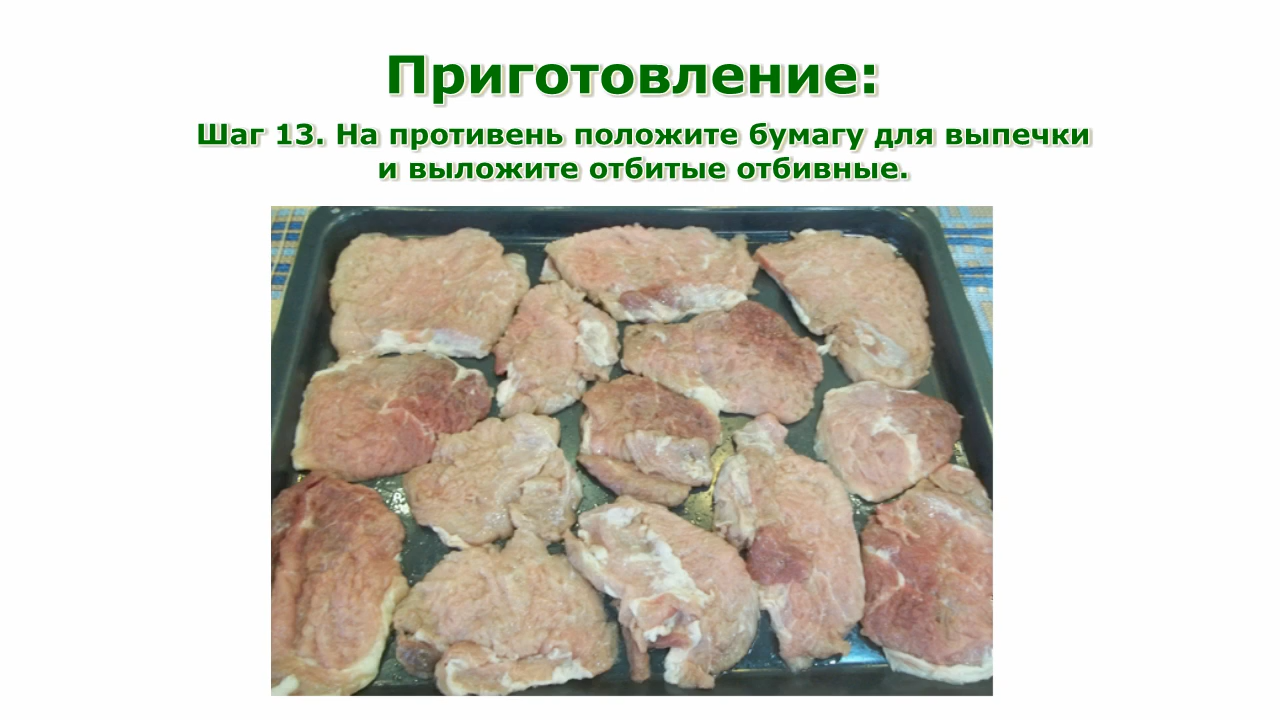 Приготовление:
Шаг 13. На противень положите бумагу для выпечки
и выложите отбитые отбивные.